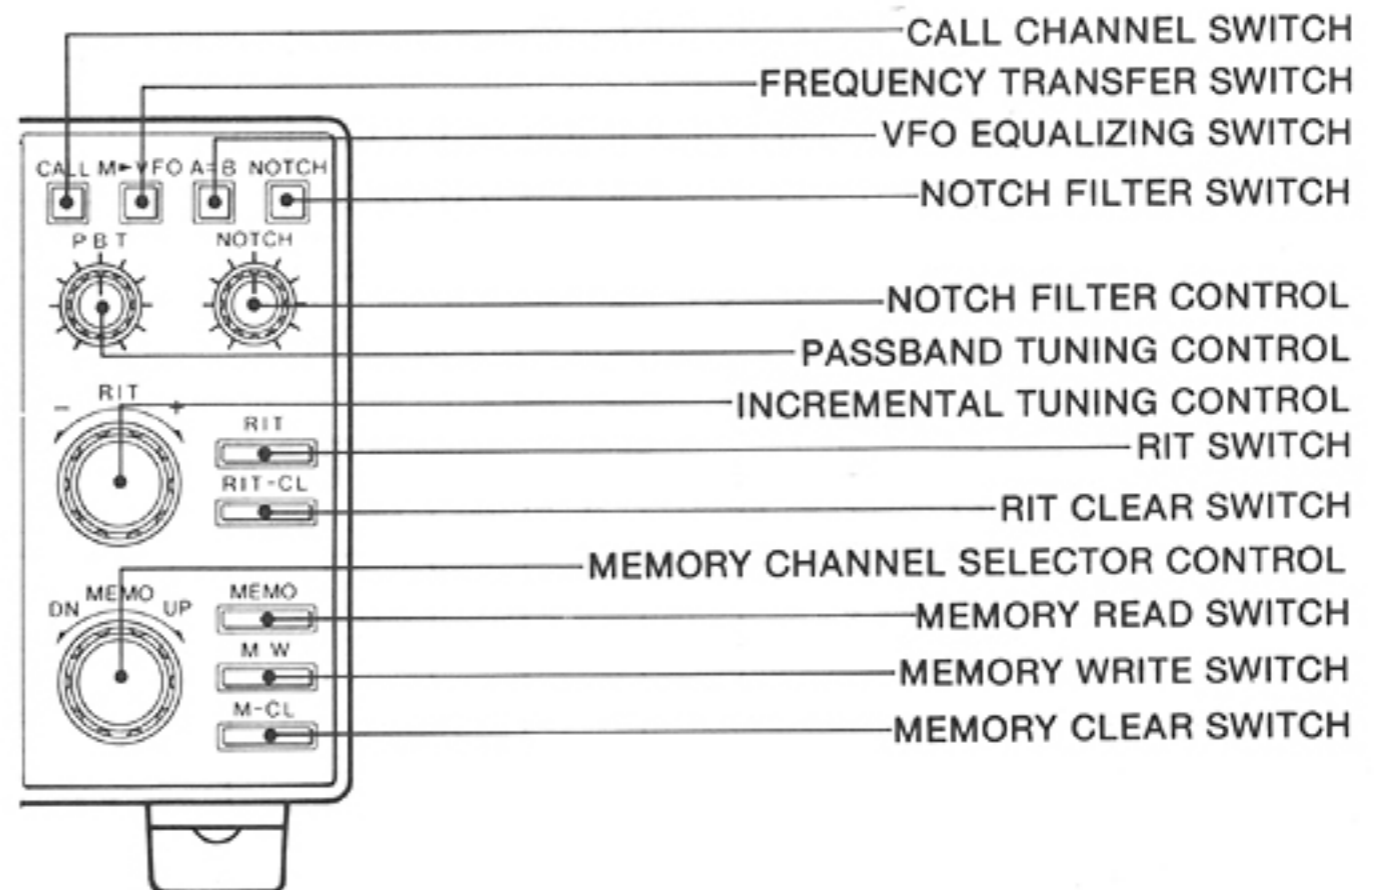 CALL CHANNEL SWITCH
FREQUENCY TRANSFER SWITCH
VFO EQUALIZING SWITCH
CALL M►VFO A=B NOTCH
NOTCH FILTER SWITCH
PBT NOTCH
NOTCH FILTER CONTROL
PASSBAND TUNING CONTROL
RIT
- +
INCREMENTAL TUNING CONTROL
RIT
RIT SWITCH
RIT-CL
RIT CLEAR SWITCH
MEMORY CHANNEL SELECTOR CONTROL
DN MEMO UP
MEMO
MEMORY READ SWITCH
M W
MEMORY WRITE SWITCH
M-CL
MEMORY CLEAR SWITCH